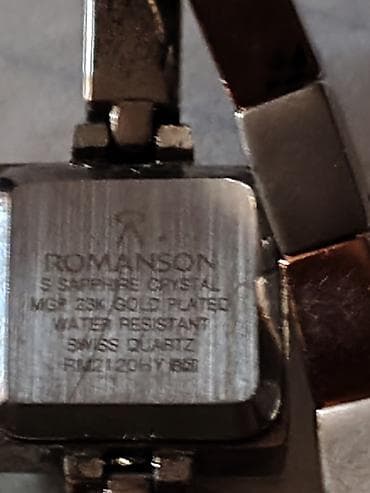 ROMANSON
S SAPPHIRE CRYSTAL
MGP 23K GOLD PLATED
WATER RESISTANT
SWISS QUARTZ